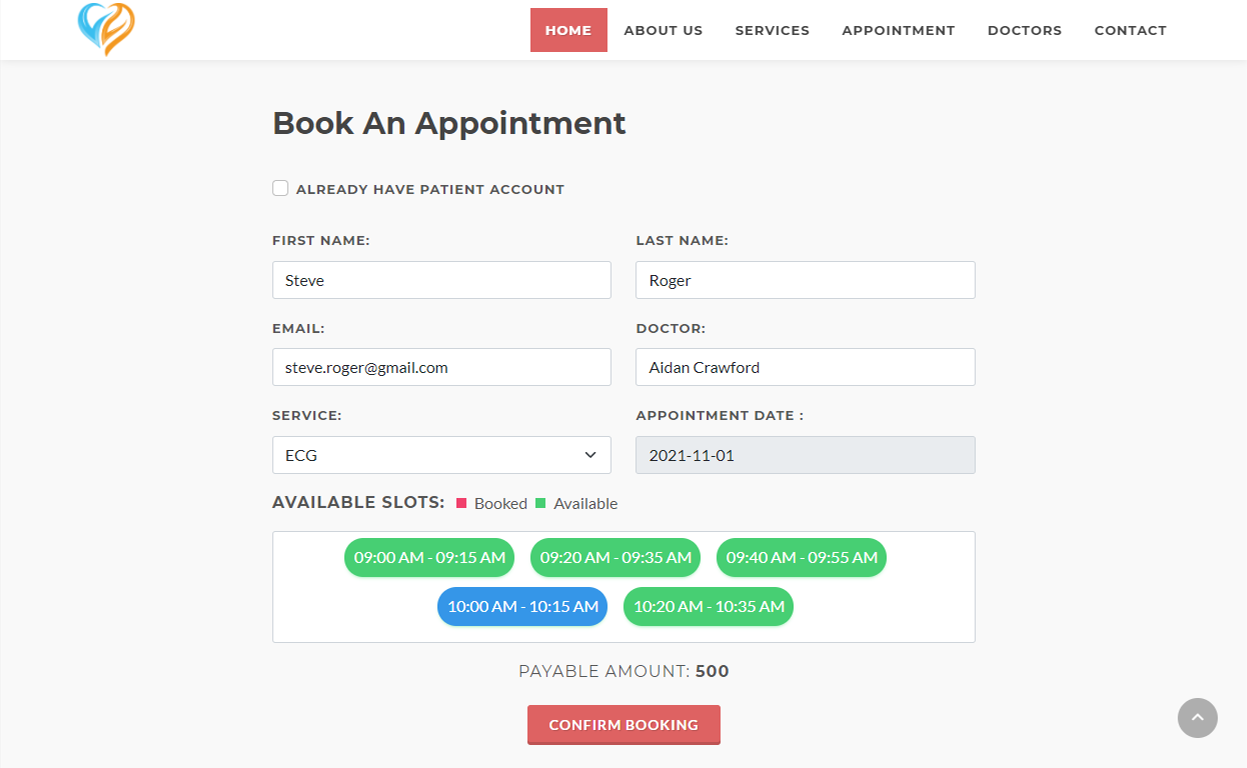 HOME ABOUT US SERVICES APPOINTMENT DOCTORS CONTACT
Book An Appointment
ALREADY HAVE PATIENT ACCOUNT
FIRST NAME: LAST NAME:
Steve Roger
EMAIL: DOCTOR:
steve.roger@gmail.com Aidan Crawford
SERVICE: APPOINTMENT DATE :
ECG 2021-11-01
AVAILABLE SLOTS: Booked Available
09:00 AM - 09:15 AM 09:20 AM - 09:35 AM 09:40 AM - 09:55 AM
10:00 AM - 10:15 AM 10:20 AM - 10:35 AM
PAYABLE AMOUNT: 500
CONFIRM BOOKING